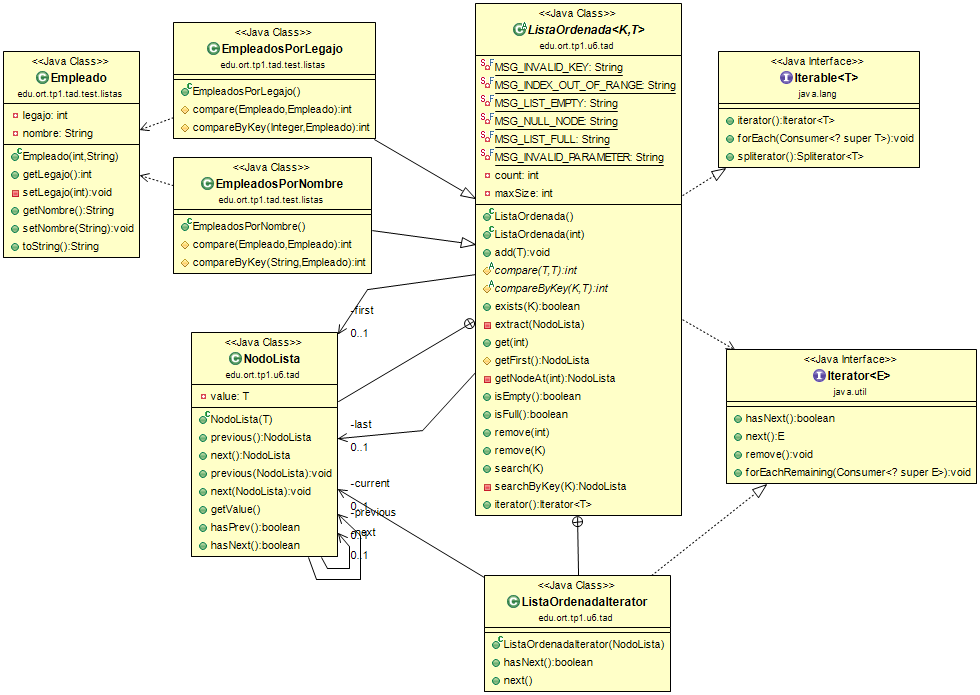 <<Java Class>>
Empleado
edu.ort.tp1.tad.test.listas
legajo: int
nombre: String
Empleado(int,String)
getLegajo():int
setLegajo(int):void
getNombre():String
setNombre(String):void
toString():String
<<Java Class>>
EmpleadosPorLegajo
edu.ort.tp1.tad.test.listas
EmpleadosPorLegajo()
compare(Empleado,Empleado):int
compareByKey(Integer,Empleado):int
<<Java Class>>
EmpleadosPorNombre
edu.ort.tp1.tad.test.listas
EmpleadosPorNombre()
compare(Empleado,Empleado):int
compareByKey(String,Empleado):int
<<Java Class>>
ListaOrdenada<K,T>
edu.ort.tp1.u6.tad
MSG_INVALID_KEY: String
MSG_INDEX_OUT_OF_RANGE: String
MSG_LIST_EMPTY: String
MSG_NULL_NODE: String
MSG_LIST_FULL: String
MSG_INVALID_PARAMETER: String
count: int
maxSize: int
ListaOrdenada()
ListaOrdenada(int)
add(T):void
compare(T,T):int
compareByKey(K,T):int
exists(K):boolean
extract(NodoLista)
get(int)
getFirst():NodoLista
getNodeAt(int):NodoLista
isEmpty():boolean
isFull():boolean
remove(int)
remove(K)
search(K)
searchByKey(K):NodoLista
iterator():Iterator<T>
<<Java Interface>>
Iterable<T>
java.lang
iterator():Iterator<T>
forEach(Consumer<? super T>):void
spliterator():Spliterator<T>
<<Java Class>>
NodoLista
edu.ort.tp1.u6.tad
value: T
NodoLista(T)
previous():NodoLista
next():NodoLista
previous(NodoLista):void
next(NodoLista):void
getValue()
hasPrev():boolean
hasNext():boolean
-first
0..1
-last
0..1
-current
0..1
-previous
0..1
-next
0..1
<<Java Interface>>
Iterator<E>
java.util
hasNext():boolean
next():E
remove():void
forEachRemaining(Consumer<? super E>):void
<<Java Class>>
ListaOrdenadaIterator
edu.ort.tp1.u6.tad
ListaOrdenadaIterator(NodoLista)
hasNext():boolean
next()